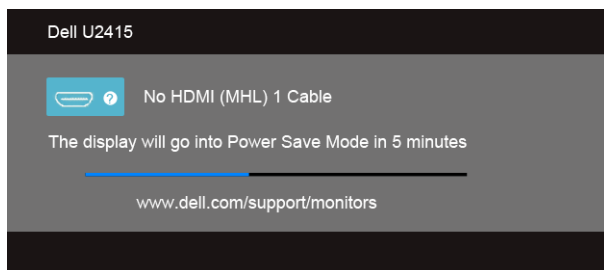 Dell U2415
? No HDMI (MHL) 1 Cable
The display will go into Power Save Mode in 5 minutes
www.dell.com/support/monitors